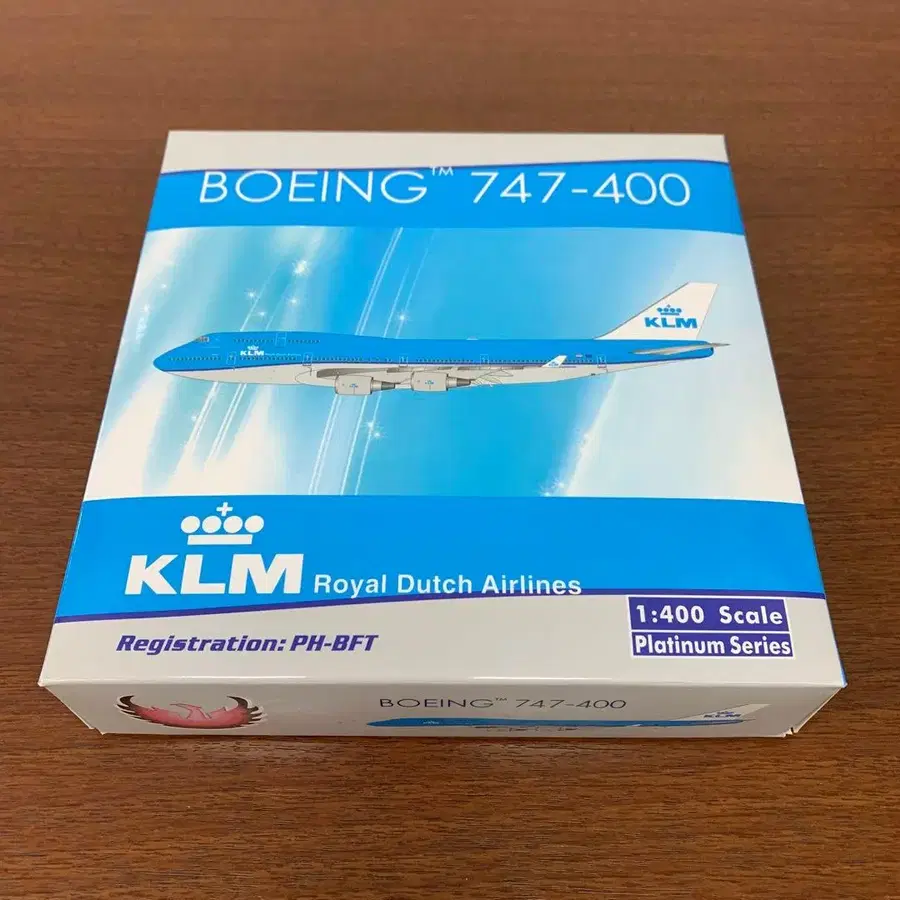 BOEING™ 747-400
KLM
KLM
KLM Royal Dutch Airlines
1:400 Scale
Registration: PH-BFT
Platinum Series
BOEING™ 747-400
KLM